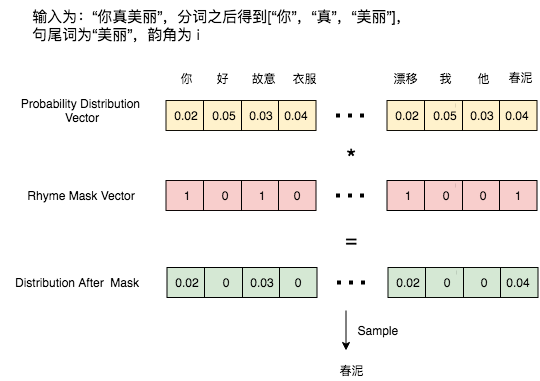 输入为：“你真美丽”，分词之后得到[“你”，“真”，“美丽”],
句尾词为“美丽”，韵角为 i
你 好 故意 衣服 漂移 我 他 春泥
Probability Distribution
Vector
0.02 0.05 0.03 0.04 ... 0.02 0.05 0.03 0.04
*
Rhyme Mask Vector 1 0 1 0 ... 1 0 0 1
=
Distribution After Mask 0.02 0 0.03 0 ... 0.02 0 0 0.04
Sample
春泥